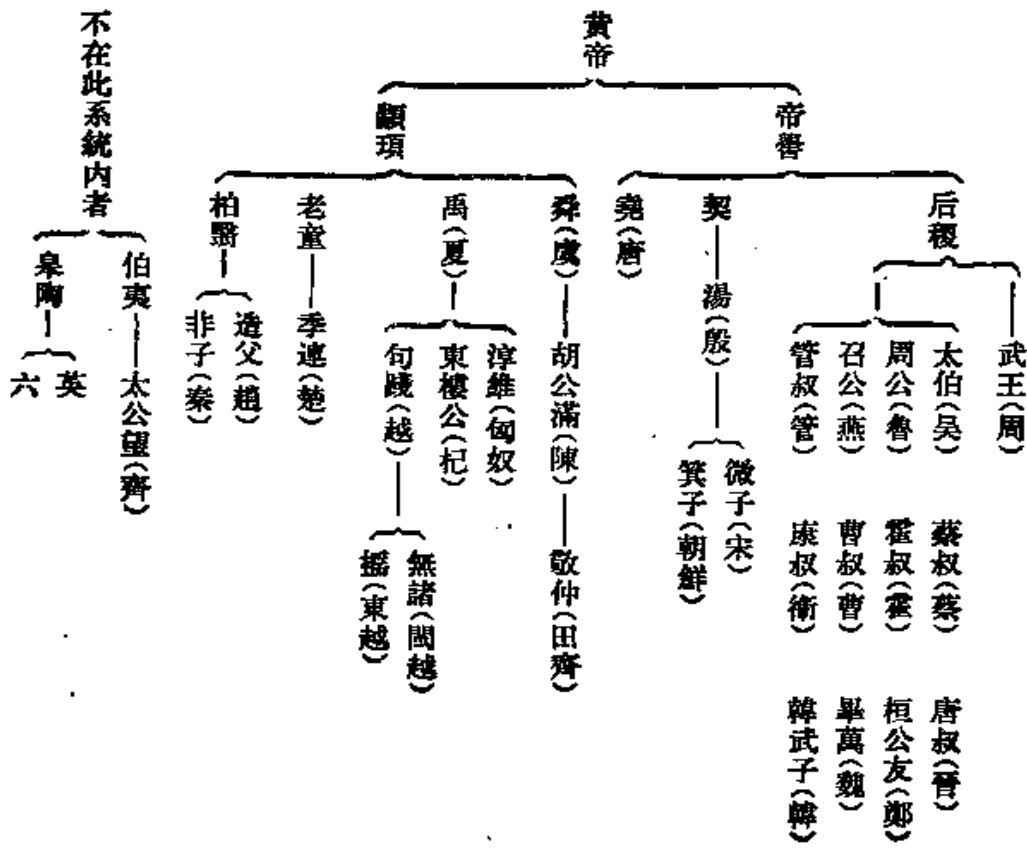 黄帝
帝嚳
后稷
武王(周)
太伯(吳)
蔡叔(蔡)
唐叔(晉)
周公(魯)
霍叔(霍)
桓公友(鄭)
召公(燕)
曹叔(曹)
畢萬(魏)
管叔(管)
康叔(衛)
韓武子(韓)
契
湯(殷)
微子(宋)
箕子(朝鮮)
堯(唐)
顓頊
舜(虞)
胡公滿(陳)
敬仲(田齊)
禹(夏)
淳維(匈奴)
東樓公(杞)
句踐(越)
無諸(閩越)
搖(東越)
老童
季連(楚)
柏翳
造父(趙)
非子(秦)
不在此系統内者
伯夷
太公望(齊)
皋陶
英
六